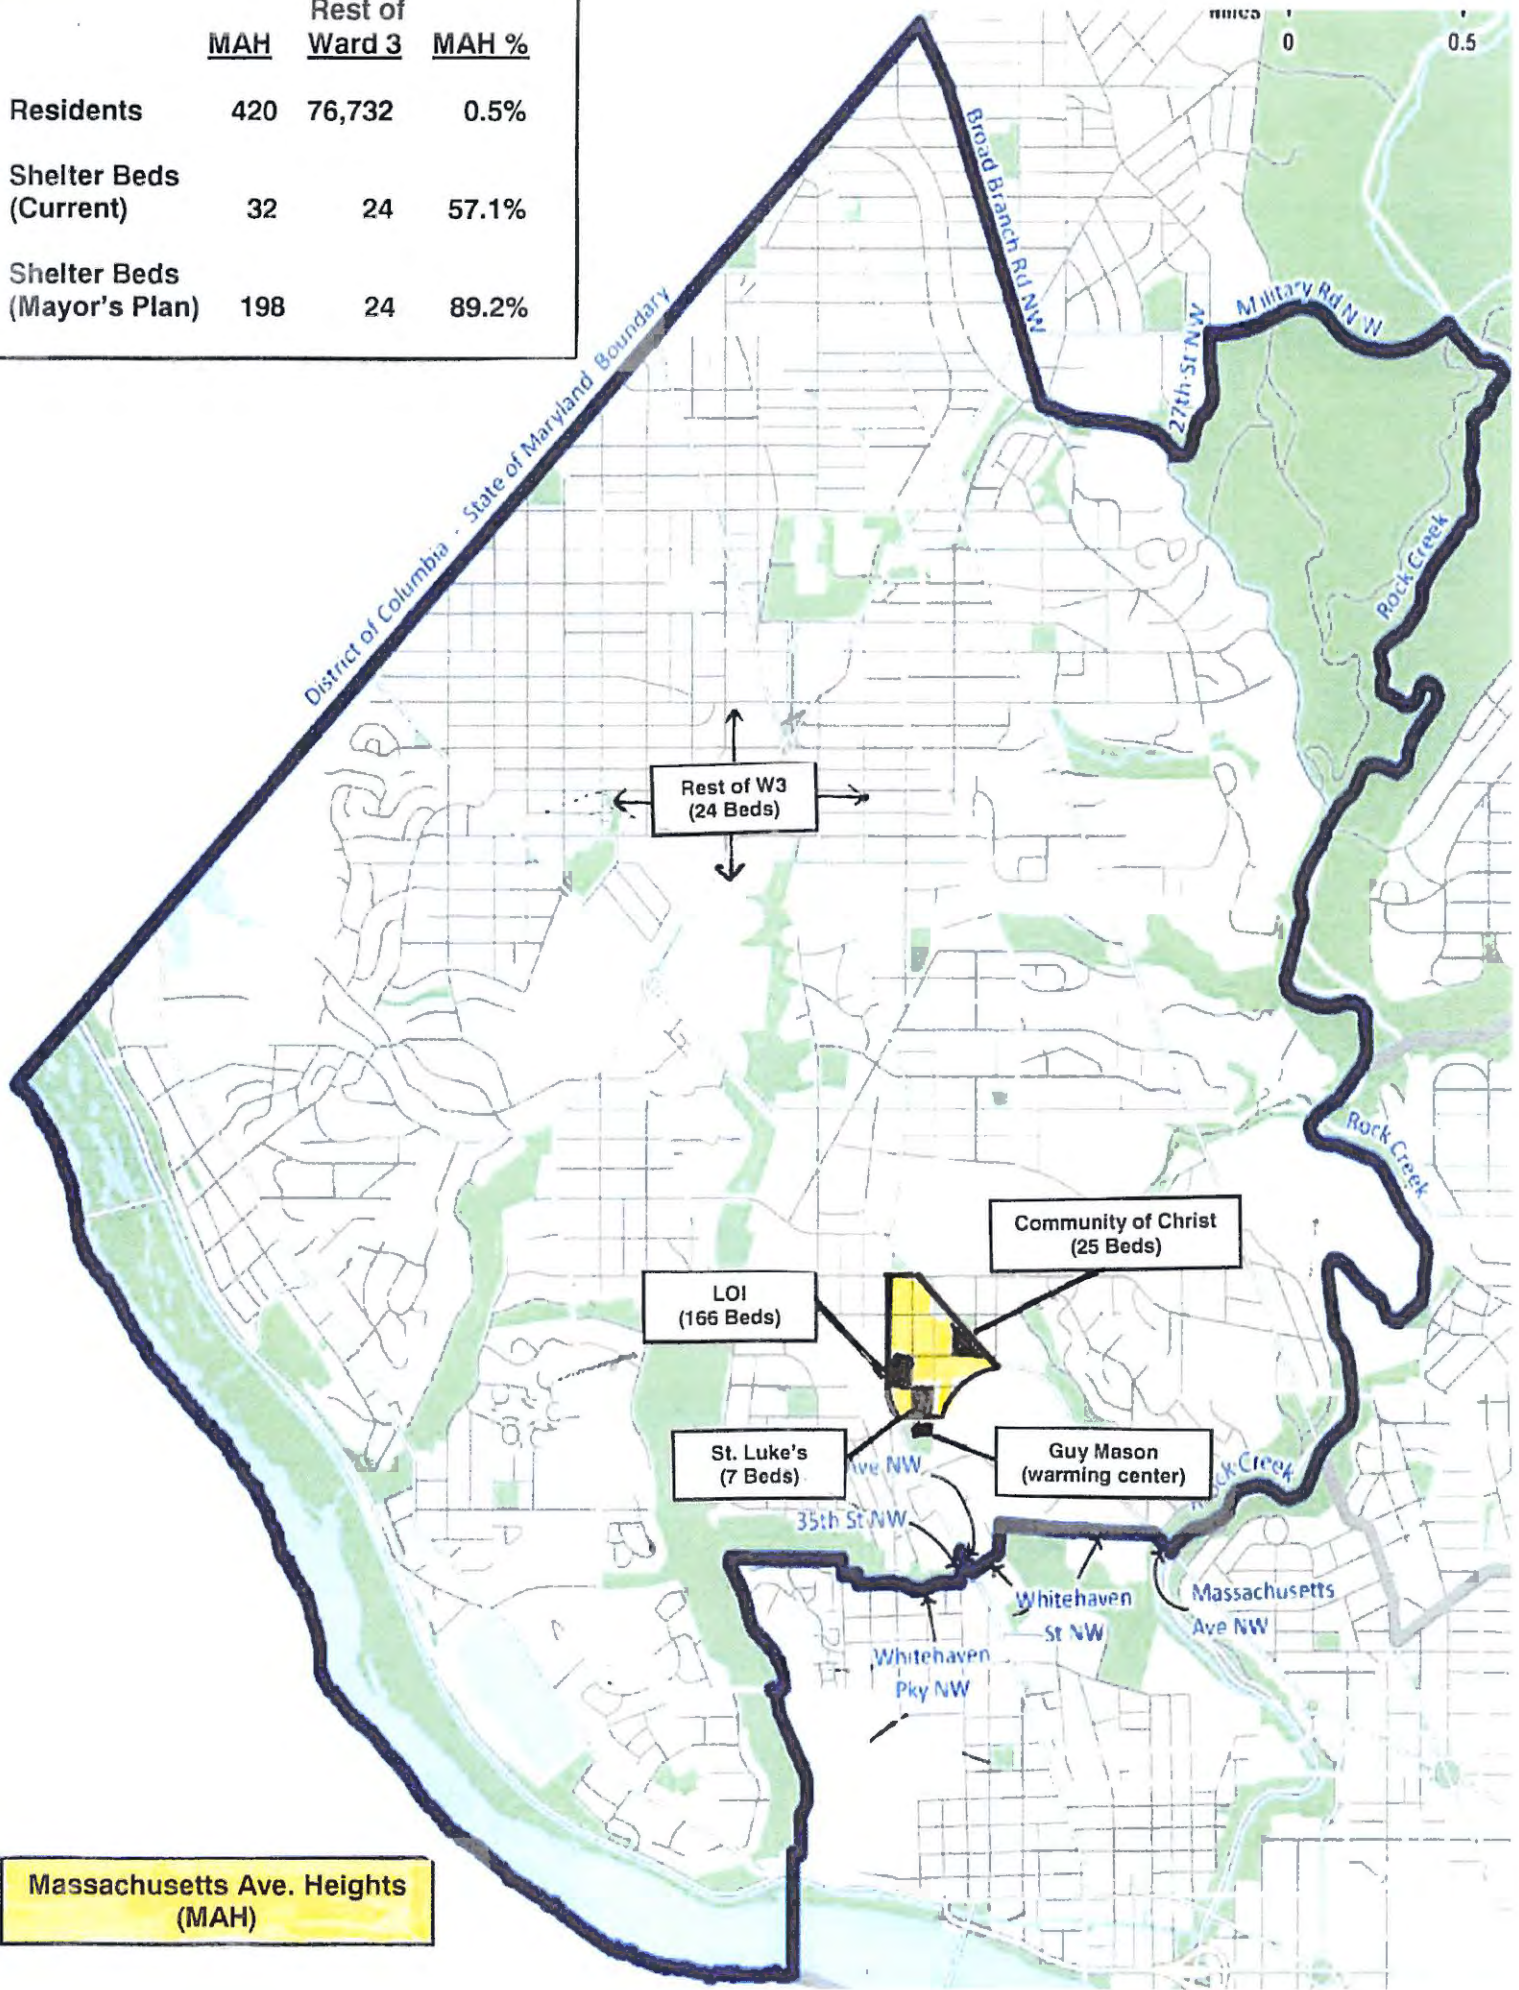 Rest of
MAH Ward 3 MAH %
Residents 420 76,732 0.5%
Shelter Beds
(Current) 32 24 57.1%
Shelter Beds
(Mayor's Plan) 198 24 89.2%
Miles
0 0.5
Broad Branch Rd NW
27th St NW
Military Rd NW
District of Columbia - State of Maryland Boundary
Rock Creek
Rest of W3
(24 Beds)
Rock Creek
Community of Christ
(25 Beds)
LOI
(166 Beds)
St. Luke's
(7 Beds)
Guy Mason
(warming center)
Ave NW
Rock Creek
35th St NW
Whitehaven
St NW
Massachusetts
Ave NW
Whitehaven
Pky NW
Massachusetts Ave. Heights
(MAH)